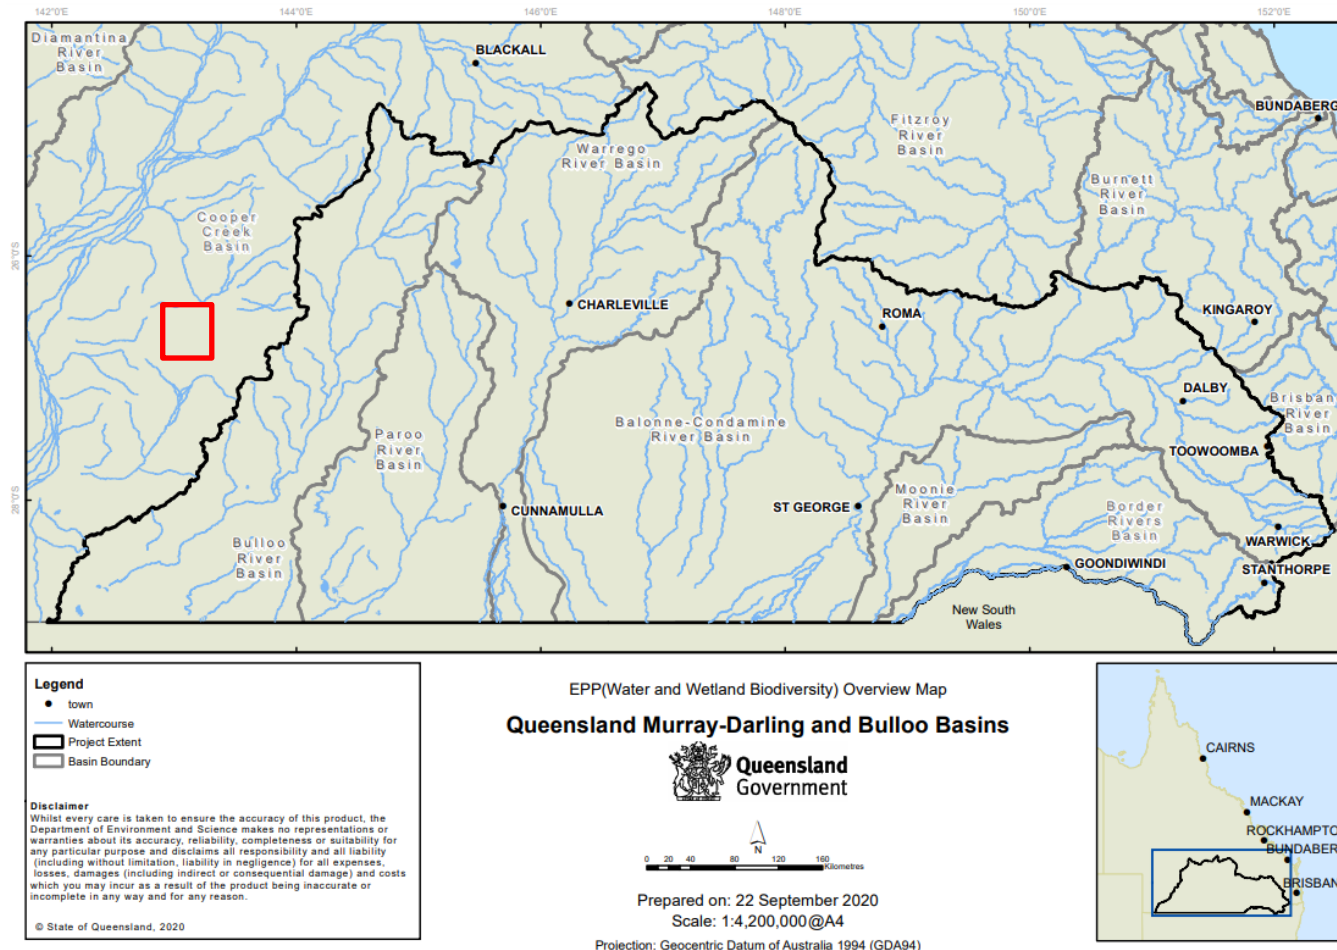 142°0'E
144°0'E
146°0'E
148°0'E
150°0'E
152°0'E
26°0'S
28°0'S
Diamantina
River
Basin
BLACKALL
BUNDABERG
Fitzroy
River
Basin
Warrego
River Basin
Burnett
River
Basin
Cooper
Creek
Basin
CHARLEVILLE
ROMA
KINGAROY
DALBY
Brisban
River
Basin
Balonne-Condamine
River Basin
Paroo
River
Basin
TOOWOOMBA
Moonie
River
Basin
CUNNAMULLA
ST GEORGE
Border
Rivers
Basin
Bulloo
River
Basin
WARWICK
GOONDIWINDI
STANTHORPE
New South
Wales
Legend
town
Watercourse
Project Extent
Basin Boundary
Disclaimer
Whilst every care is taken to ensure the accuracy of this product, the
Department of Environment and Science makes no representations or
warranties about its accuracy, reliability, completeness or suitability for
any particular purpose and disclaims all responsibility and all liability
(including without limitation, liability in negligence) for all expenses,
losses, damages (including indirect or consequential damage) and costs
which you may incur as a result of the product being inaccurate or
incomplete in any way and for any reason.
© State of Queensland, 2020
EPP(Water and Wetland Biodiversity) Overview Map
Queensland Murray-Darling and Bulloo Basins
Queensland
Government
N
0 20 40 80 120 160
Kilometres
Prepared on: 22 September 2020
Scale: 1:4,200,000@A4
Projection: Geocentric Datum of Australia 1994 (GDA94)
CAIRNS
MACKAY
ROCKHAMPTO
BUNDABER
BRISBAN